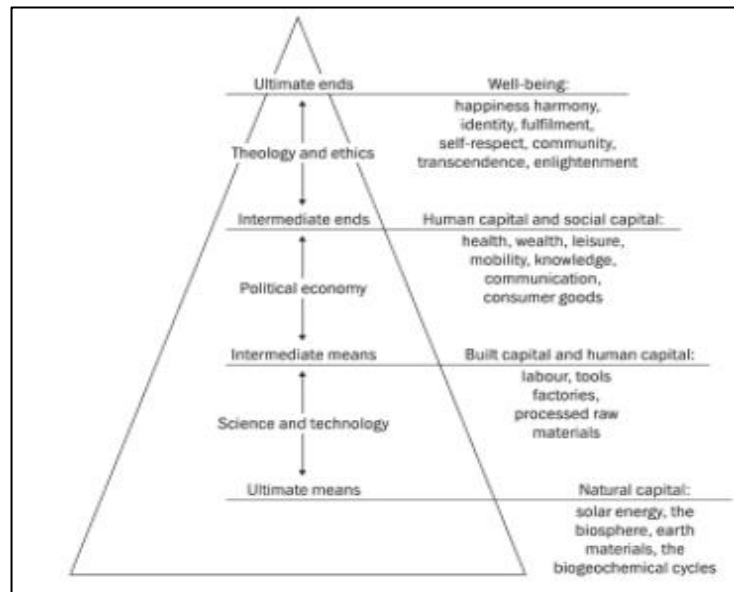 Ultimate ends
Well-being:
happiness harmony,
identity, fulfilment,
self-respect, community,
transcendence, enlightenment
Theology and ethics
Intermediate ends
Human capital and social capital:
health, wealth, leisure,
mobility, knowledge,
communication,
consumer goods
Political economy
Intermediate means
Built capital and human capital:
labour, tools
factories,
processed raw
materials
Science and technology
Ultimate means
Natural capital:
solar energy, the
biosphere, earth
materials, the
biogeochemical cycles